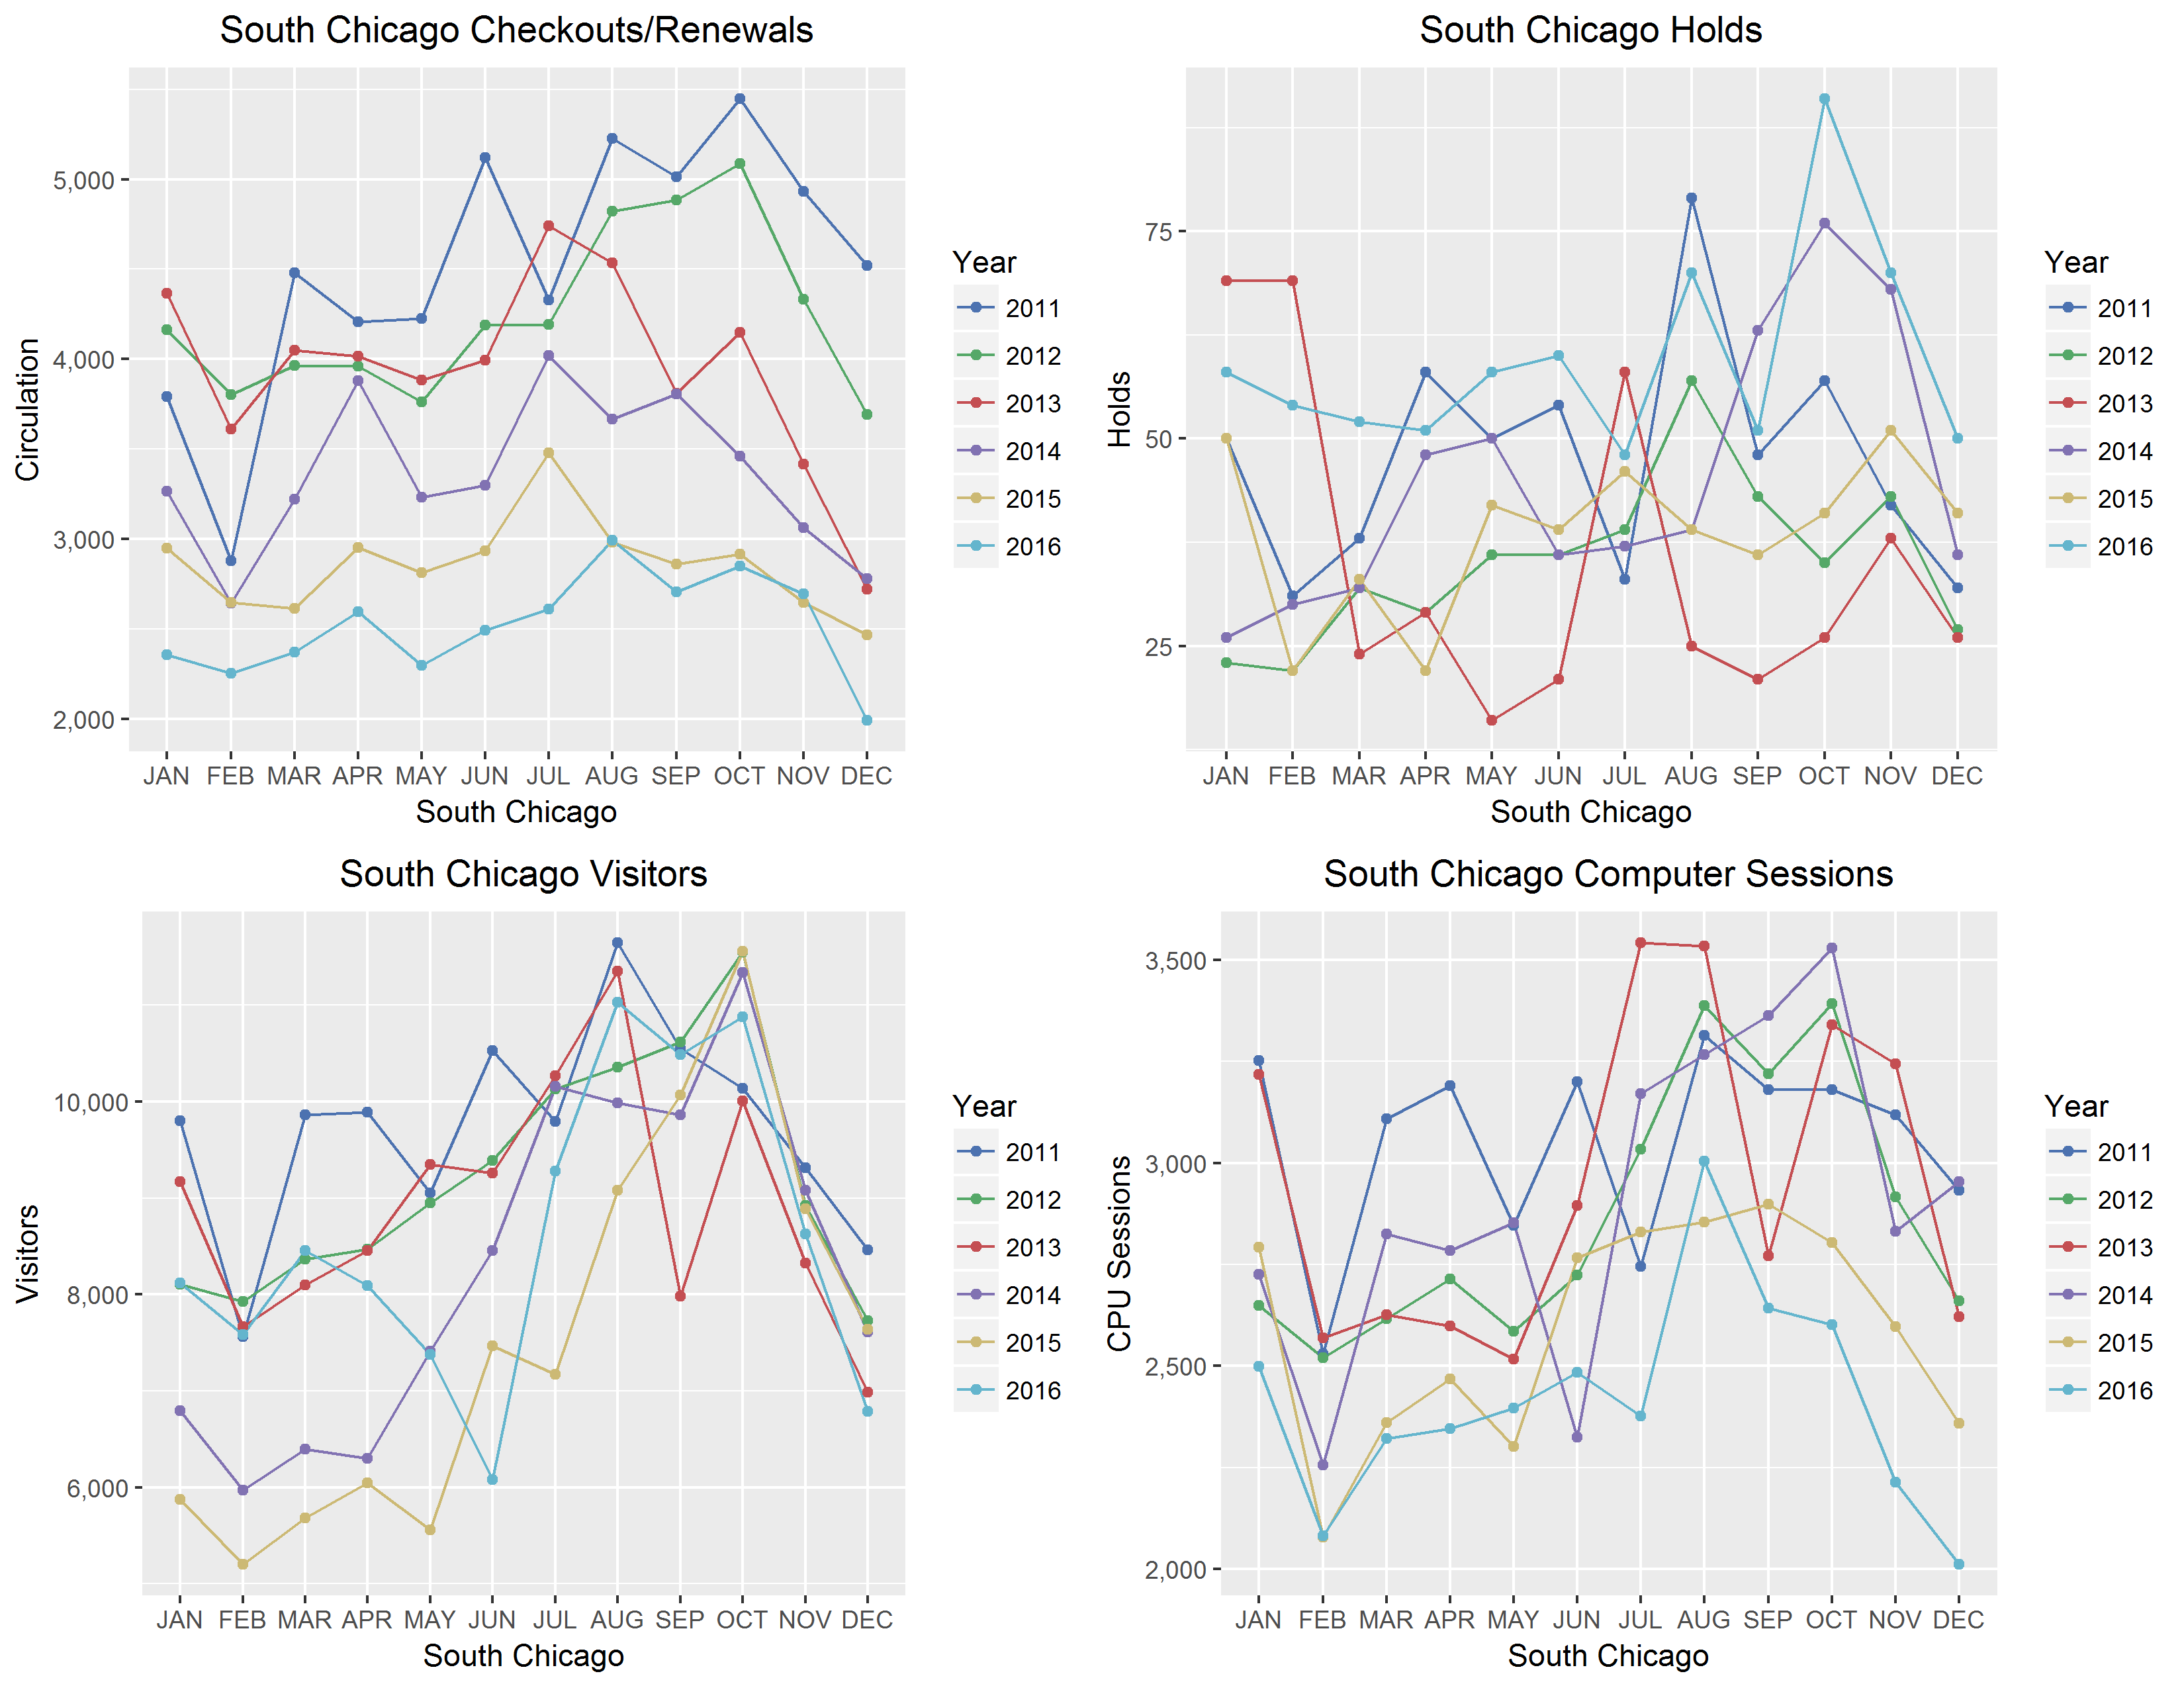 South Chicago Checkouts/Renewals
Circulation
5,000
4,000
3,000
2,000
JAN FEB MAR APR MAY JUN JUL AUG SEP OCT NOV DEC
South Chicago
Year
2011
2012
2013
2014
2015
2016
South Chicago Holds
Holds
75
50
25
JAN FEB MAR APR MAY JUN JUL AUG SEP OCT NOV DEC
South Chicago
Year
2011
2012
2013
2014
2015
2016
South Chicago Visitors
Visitors
10,000
8,000
6,000
JAN FEB MAR APR MAY JUN JUL AUG SEP OCT NOV DEC
South Chicago
Year
2011
2012
2013
2014
2015
2016
South Chicago Computer Sessions
CPU Sessions
3,500
3,000
2,500
2,000
JAN FEB MAR APR MAY JUN JUL AUG SEP OCT NOV DEC
South Chicago
Year
2011
2012
2013
2014
2015
2016